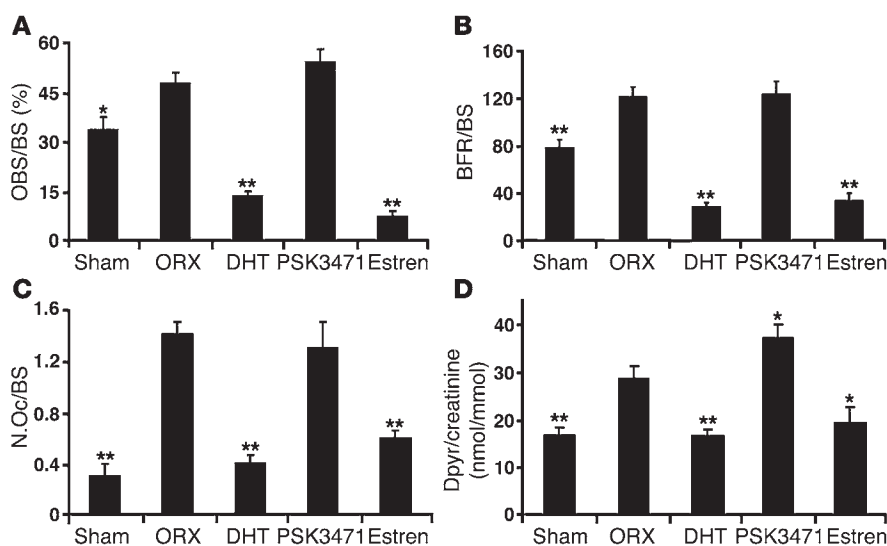 A
OBS/BS (%)
60
45
30
15
0
*
**
**
Sham ORX DHT PSK3471 Estren
B
BFR/BS
160
120
80
40
0
**
**
**
Sham ORX DHT PSK3471 Estren
C
N.Oc/BS
1.6
1.2
0.8
0.4
0
**
**
**
Sham ORX DHT PSK3471 Estren
D
Dpyr/creatinine
(nmol/mmol)
40
30
20
10
0
**
**
*
*
Sham ORX DHT PSK3471 Estren